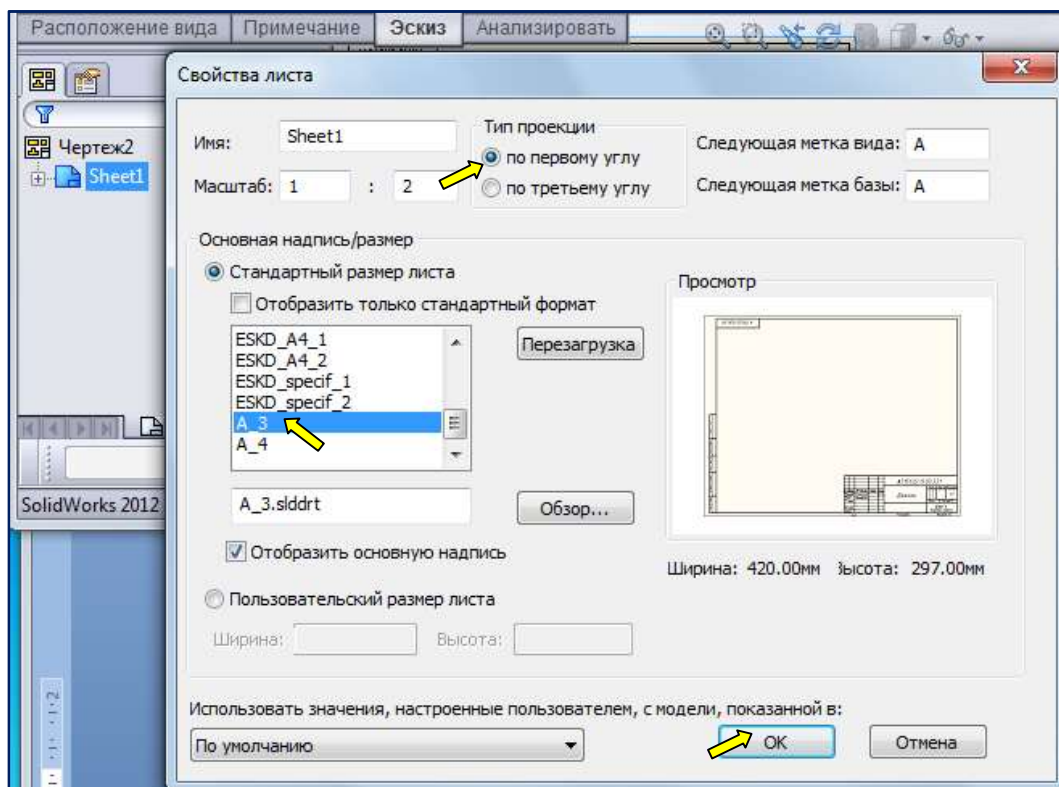 Расположение вида Примечание Эскиз Анализировать
Свойства листа
Чертеж2
Sheet1
Имя: Sheet1
Масштаб: 1 : 2
Тип проекции
по первому углу
по третьему углу
Следующая метка вида: А
Следующая метка базы: А
Основная надпись/размер
Стандартный размер листа
Отобразить только стандартный формат
ESKD_A4_1
ESKD_A4_2
ESKD_specif_1
ESKD_specif_2
A_3
A_4
Перезагрузка
A_3.slddrt
Обзор...
Отобразить основную надпись
Просмотр
Ширина: 420.00мм Высота: 297.00мм
Пользовательский размер листа
Ширина: Высота:
Использовать значения, настроенные пользователем, с модели, показанной в:
По умолчанию
OK Отмена
SolidWorks 2012